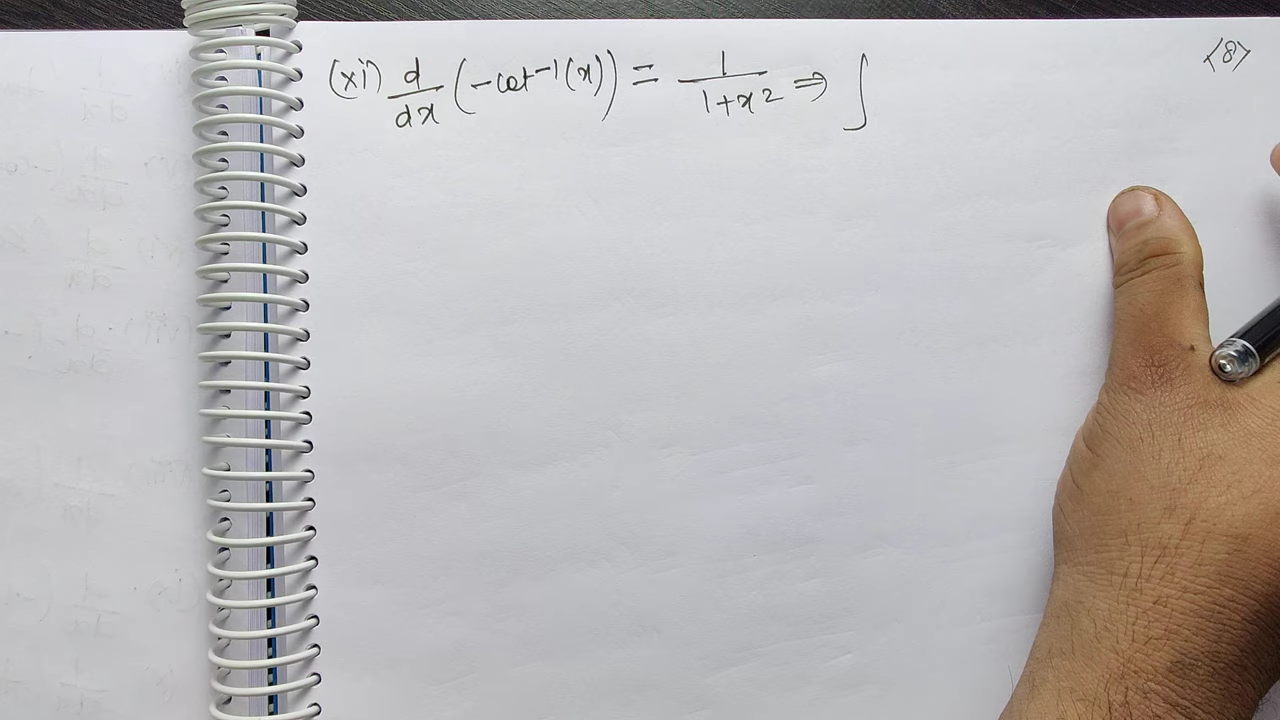 (xi) d/dx (-cot⁻¹(x)) = 1/(1+x²) ⇒ ∫
⟨8⟩